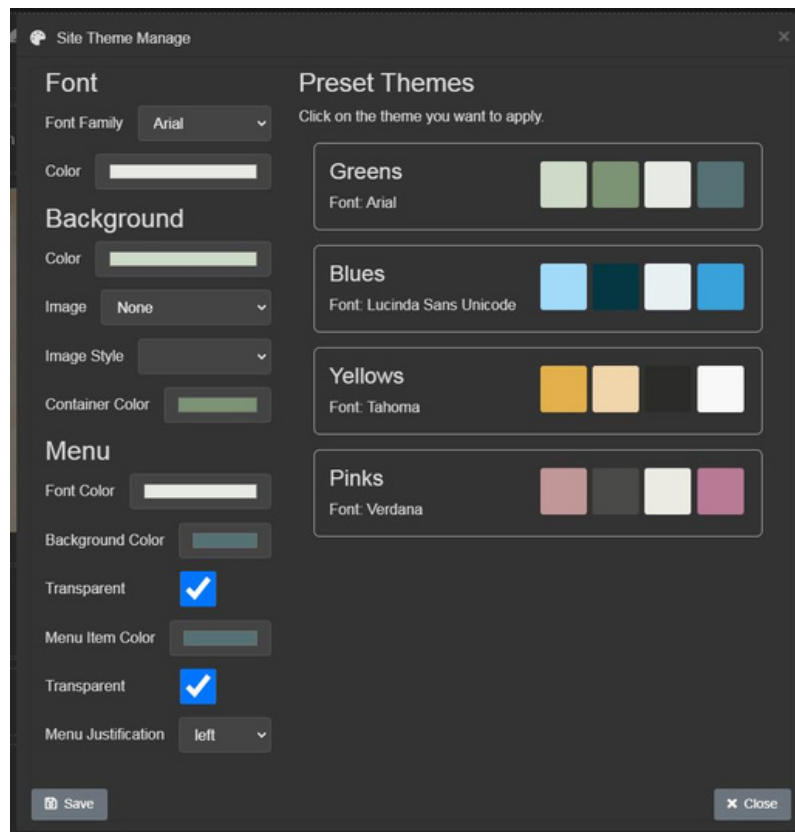 Site Theme Manage
Font
Font Family Arial
Color
Background
Color
Image None
Image Style
Container Color
Menu
Font Color
Background Color
Transparent
Menu Item Color
Transparent
Menu Justification left
Preset Themes
Click on the theme you want to apply.
Greens
Font: Arial
Blues
Font: Lucinda Sans Unicode
Yellows
Font: Tahoma
Pinks
Font: Verdana
Save
Close